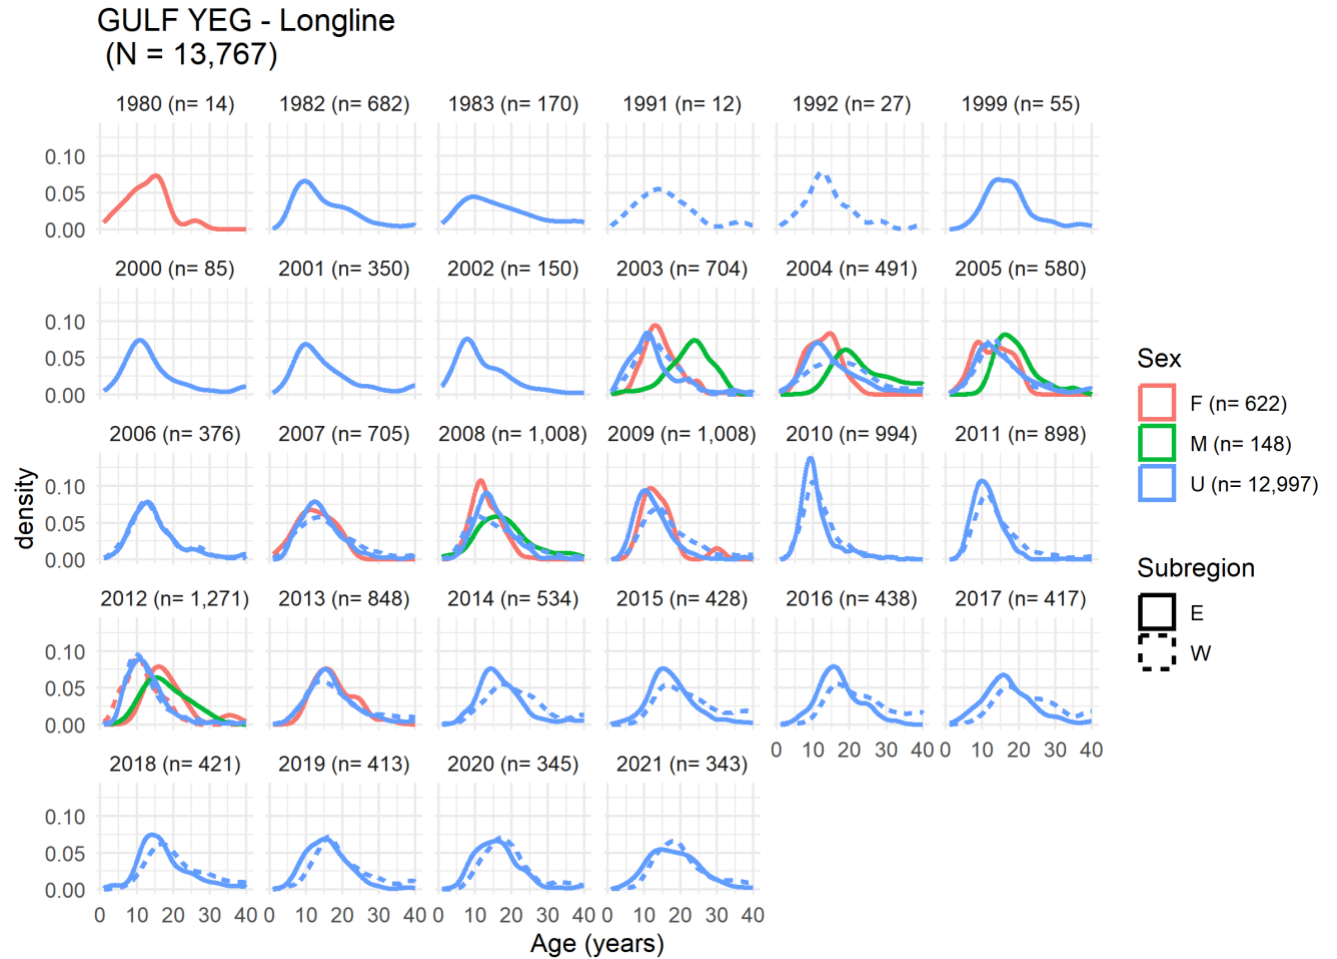 GULF YEG - Longline
(N = 13,767)
1980 (n= 14) 1982 (n= 682) 1983 (n= 170) 1991 (n= 12) 1992 (n= 27) 1999 (n= 55)
0.10
0.05
0.00
2000 (n= 85) 2001 (n= 350) 2002 (n= 150) 2003 (n= 704) 2004 (n= 491) 2005 (n= 580)
0.10
0.05
0.00
2006 (n= 376) 2007 (n= 705) 2008 (n= 1,008) 2009 (n= 1,008) 2010 (n= 994) 2011 (n= 898)
0.10
0.05
0.00
2012 (n= 1,271) 2013 (n= 848) 2014 (n= 534) 2015 (n= 428) 2016 (n= 438) 2017 (n= 417)
0.10
0.05
0.00
0 10 20 30 40 0 10 20 30 40
2018 (n= 421) 2019 (n= 413) 2020 (n= 345) 2021 (n= 343)
0.10
0.05
0.00
0 10 20 30 40 0 10 20 30 40 0 10 20 30 40 0 10 20 30 40
Age (years)
density
Sex
F (n= 622)
M (n= 148)
U (n= 12,997)
Subregion
E
W